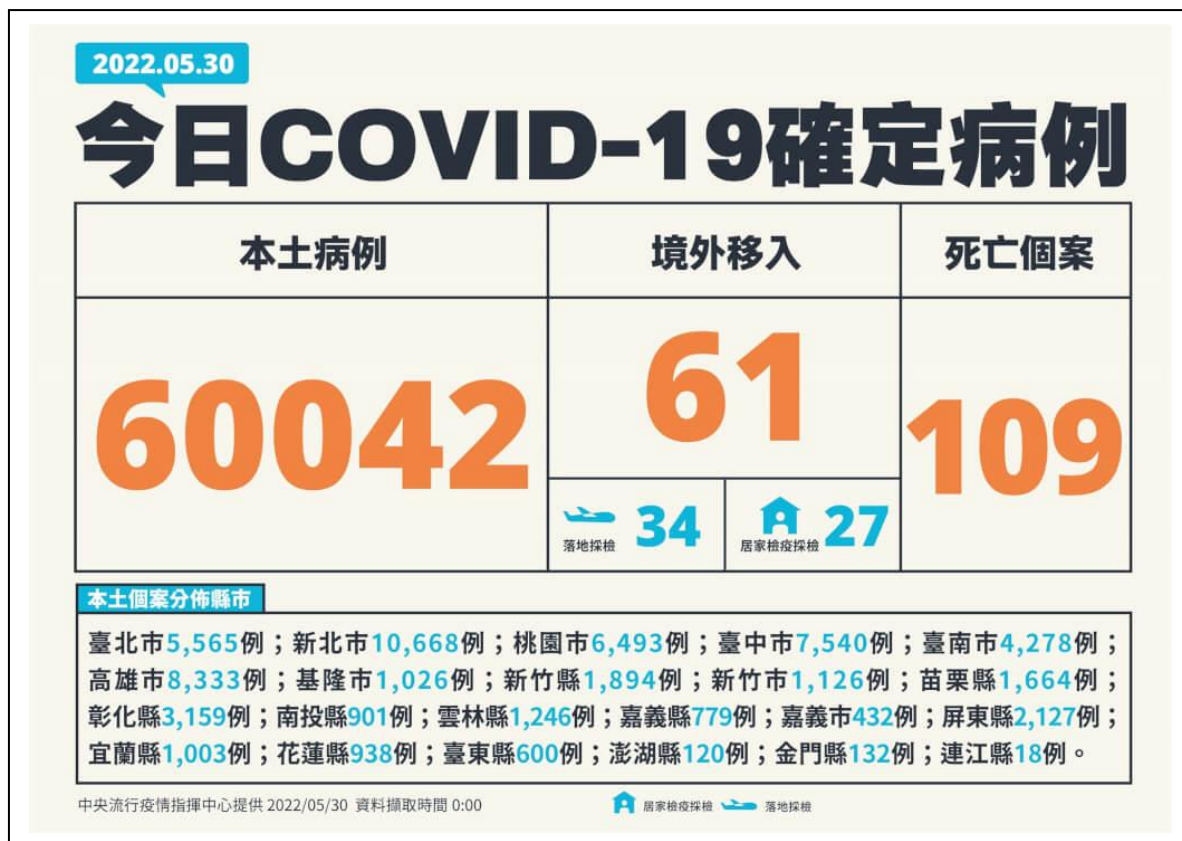 2022.05.30
今日COVID-19確定病例
本土病例
境外移入
死亡個案
60042
61
109
落地採檢 34
居家檢疫採檢 27
本土個案分佈縣市
臺北市5,565例；新北市10,668例；桃園市6,493例；臺中市7,540例；臺南市4,278例；
高雄市8,333例；基隆市1,026例；新竹縣1,894例；新竹市1,126例；苗栗縣1,664例；
彰化縣3,159例；南投縣901例；雲林縣1,246例；嘉義縣779例；嘉義市432例；屏東縣2,127例；
宜蘭縣1,003例；花蓮縣938例；臺東縣600例；澎湖縣120例；金門縣132例；連江縣18例。
中央流行疫情指揮中心提供 2022/05/30 資料擷取時間 0:00
居家檢疫採檢 落地採檢